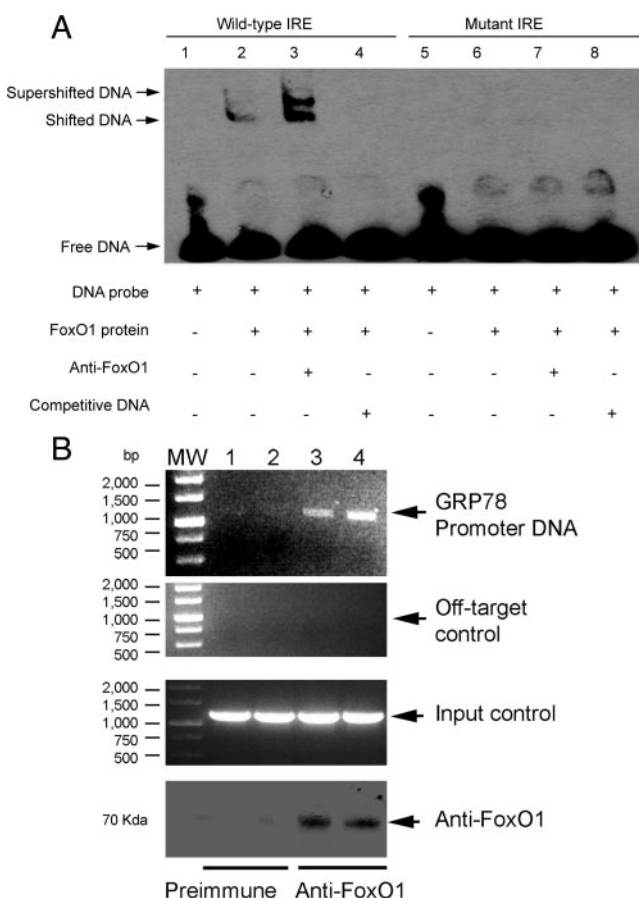 A
Wild-type IRE Mutant IRE
1 2 3 4 5 6 7 8
Supershifted DNA
Shifted DNA
Free DNA
DNA probe + + + + + + + +
FoxO1 protein - + + + - + + +
Anti-FoxO1 - - + - - - + -
Competitive DNA - - - + - - - +
B
bp MW 1 2 3 4
2,000
1,500
1,000
750
500
GRP78
Promoter DNA
2,000
1,500
1,000
750
500
Off-target
control
2,000
1,500
1,000
750
500
Input control
70 Kda
Anti-FoxO1
Preimmune Anti-FoxO1